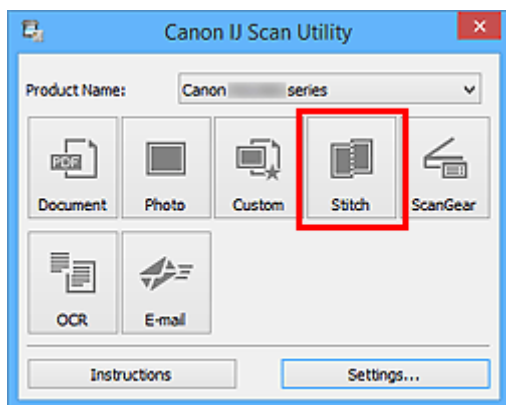 Canon IJ Scan Utility
Product Name: Canon series
Document Photo Custom Stitch ScanGear
PDF
OCR E-mail
Instructions Settings...